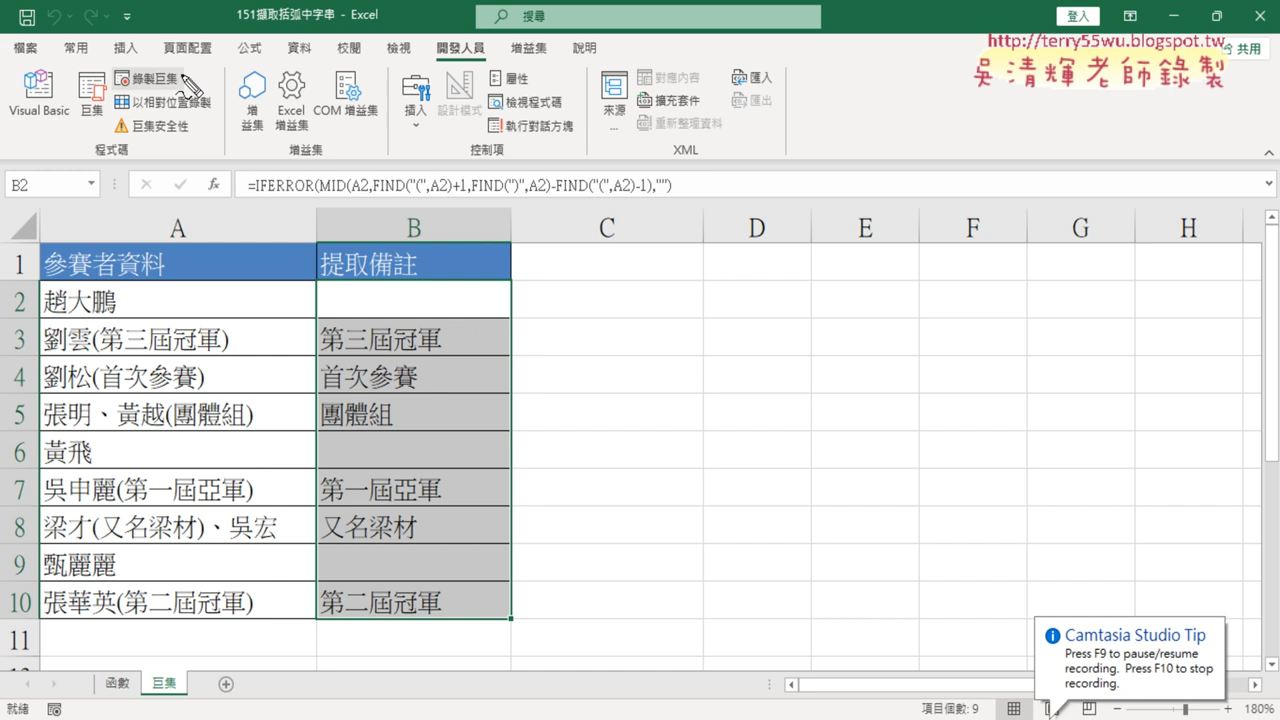 151擷取括弧中字串 - Excel
搜尋
登入
檔案 常用 插入 頁面配置 公式 資料 校閱 檢視 開發人員 增益集 說明
共用
http://terry55wu.blogspot.tw
吳清輝老師錄製
Visual Basic
巨集
錄製巨集
以相對位置錄製
巨集安全性
程式碼
增益集
Excel 增益集
COM 增益集
增益集
插入
設計模式
屬性
檢視程式碼
執行對話方塊
控制項
來源
...
對應內容
擴充套件
重新整理資料
匯入
匯出
XML
B2
=IFERROR(MID(A2,FIND("(",A2)+1,FIND(")",A2)-FIND("(",A2)-1),"")
A B C D E F G H
1 參賽者資料 提取備註
2 趙大鵬
3 劉雲(第三屆冠軍) 第三屆冠軍
4 劉松(首次參賽) 首次參賽
5 張明、黃越(團體組) 團體組
6 黃飛
7 吳申麗(第一屆亞軍) 第一屆亞軍
8 梁才(又名梁材)、吳宏 又名梁材
9 甄麗麗
10 張華英(第二屆冠軍) 第二屆冠軍
11
Camtasia Studio Tip
Press F9 to pause/resume
recording. Press F10 to stop
recording.
函數 巨集
就緒
項目個數: 9
180%